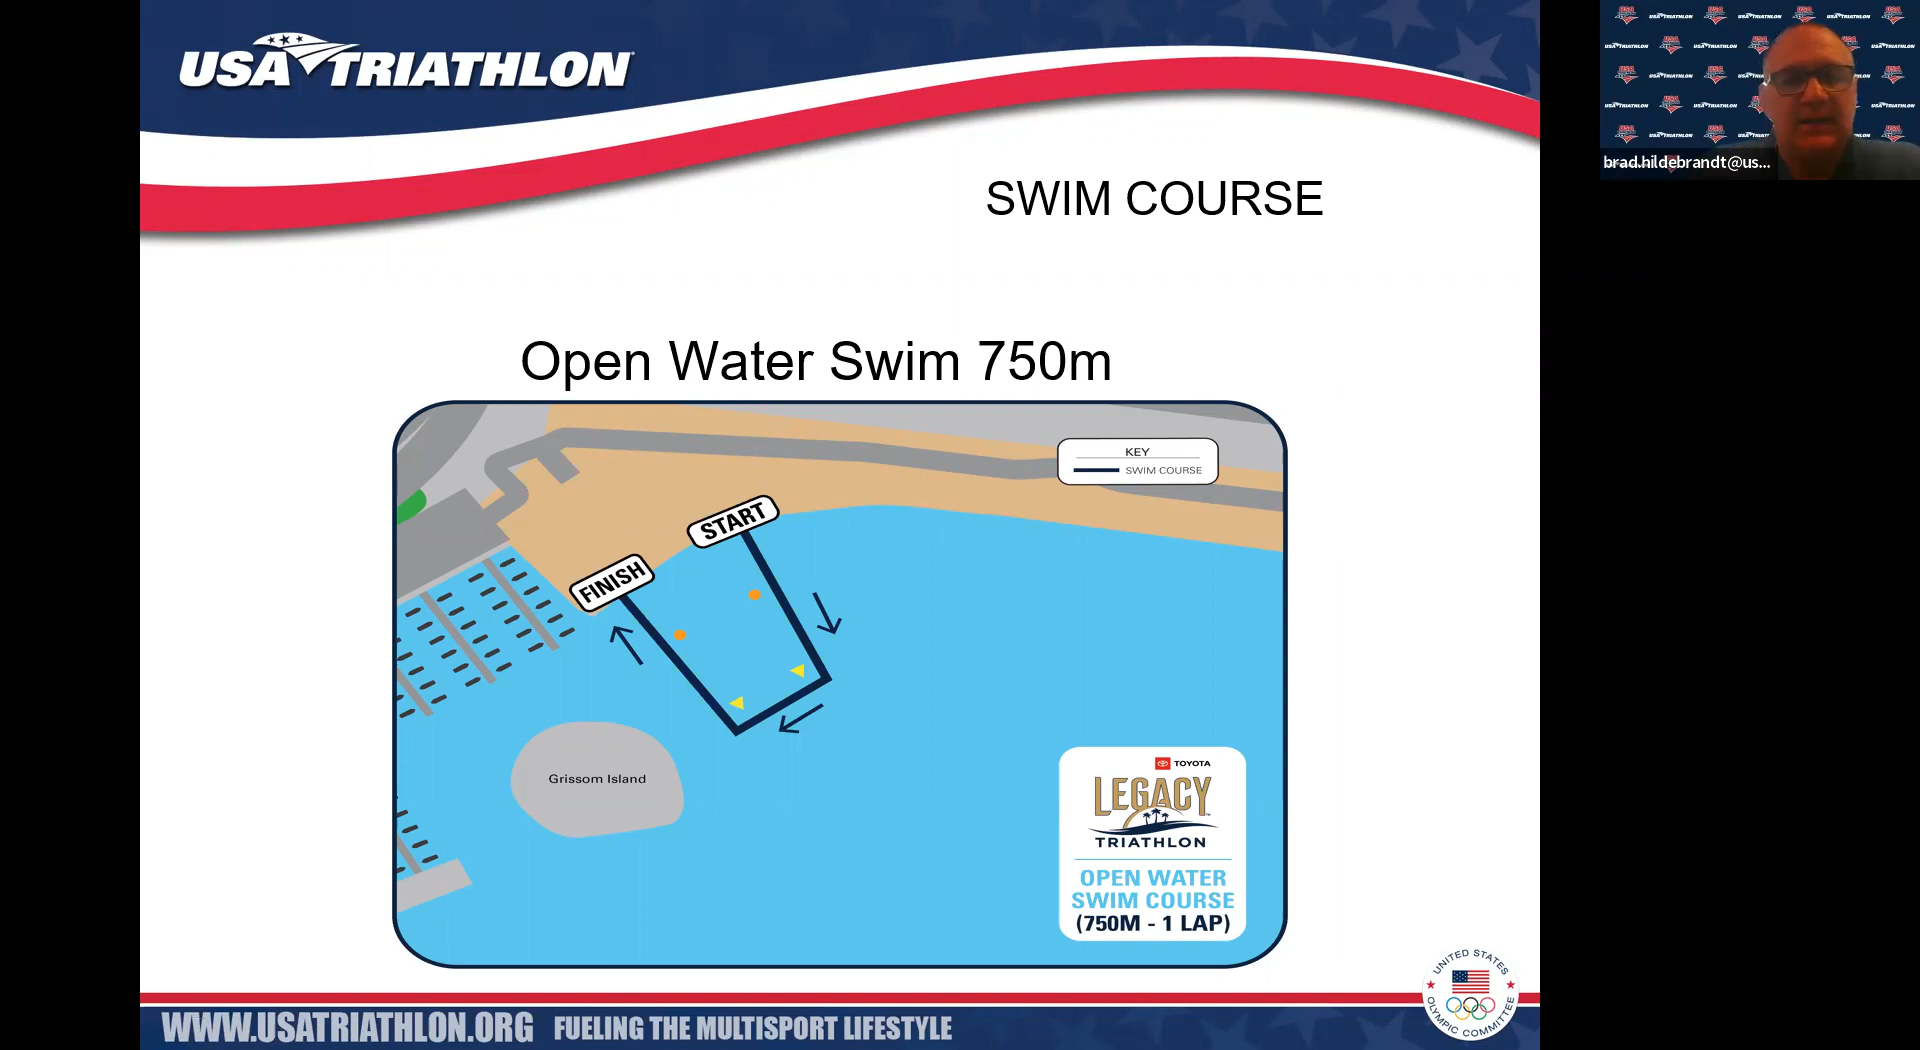 USA TRIATHLON
SWIM COURSE
Open Water Swim 750m
KEY
SWIM COURSE
START
FINISH
Grissom Island
TOYOTA
LEGACY
TRIATHLON
OPEN WATER
SWIM COURSE
(750M - 1 LAP)
UNITED STATES
OLYMPIC COMMITTEE
WWW.USATRIATHLON.ORG FUELING THE MULTISPORT LIFESTYLE
brad.hildebrandt@us...